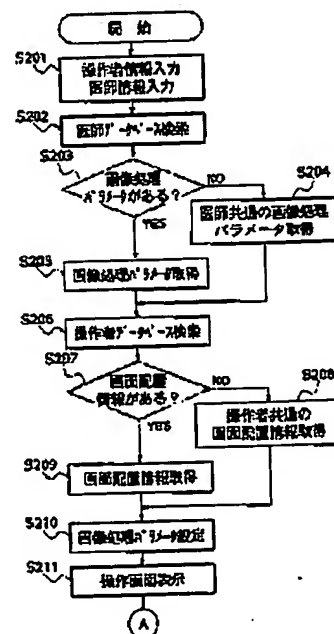 開始
S201
操作者情報入力
医師情報入力
S202
医師データベース検索
S203
画像処理
パラメータがある?
NO
S204
医師共通の画像処理
パラメータ取得
YES
S205
画像処理パラメータ取得
S206
操作者データベース検索
S207
画面配置
情報がある?
NO
S208
操作者共通の
画面配置情報取得
YES
S209
画面配置情報取得
S210
画像処理パラメータ設定
S211
操作画面表示
A